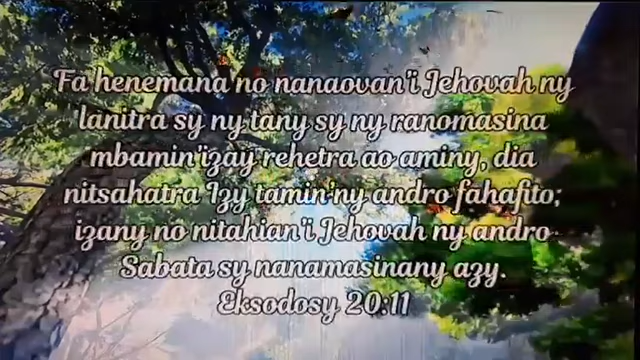 Fa henemana no nanaovan'i Jehovah ny
lanitra sy ny tany sy ny ranomasina
mbamin'izay rehetra ao aminy, dia
nitsahatra Izy tamin'ny andro fahafito;
izany no nitahian'i Jehovah ny andro
Sabata sy nanamasinany azy.
Eksodosy 20:11